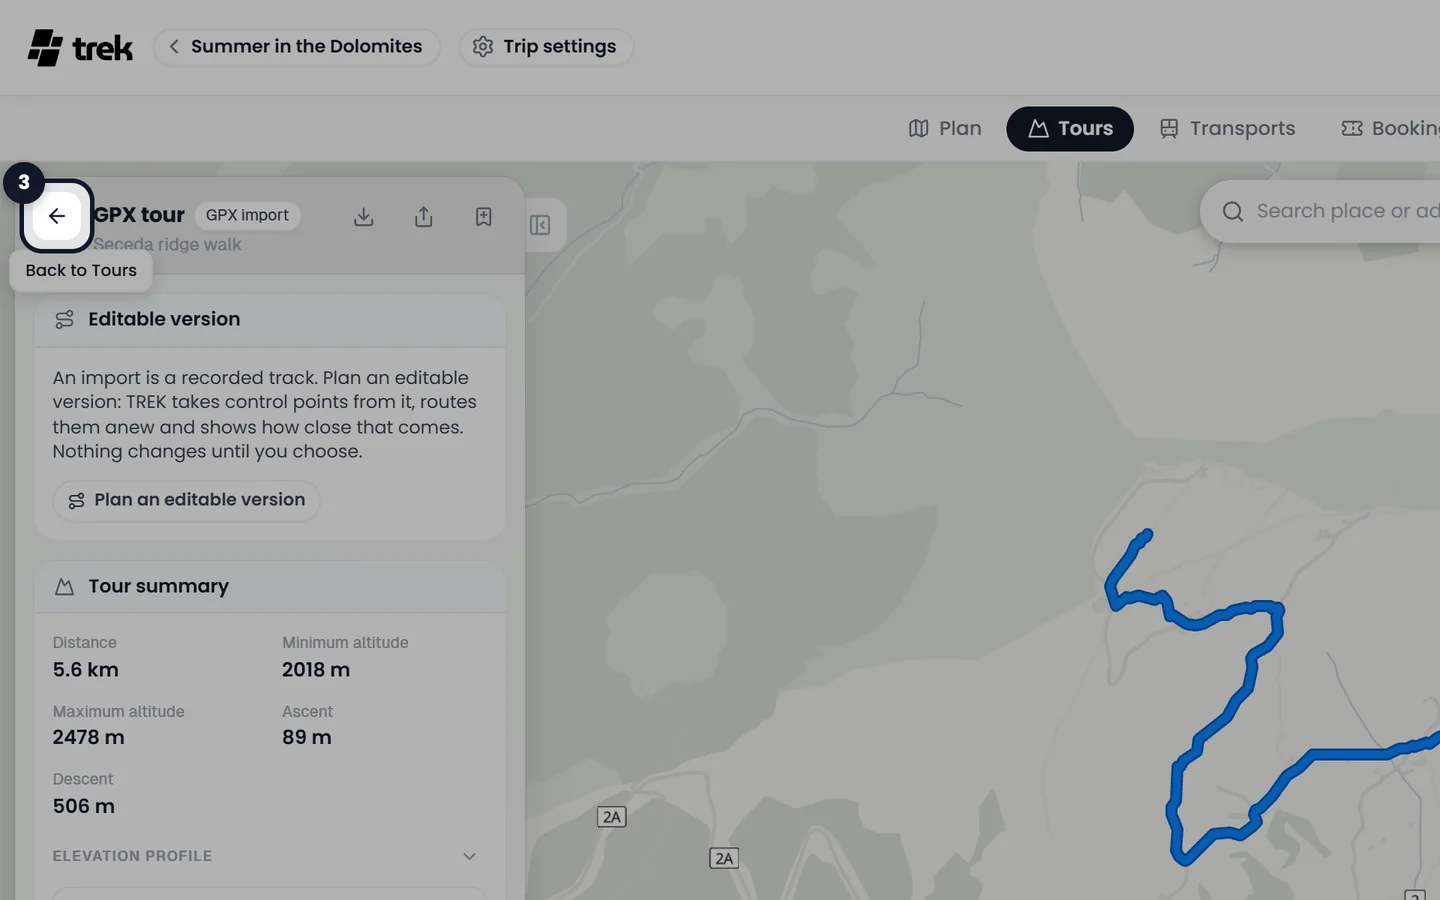 trek
Summer in the Dolomites
Trip settings
Plan
Tours
Transports
Booking
3
GPX tour
GPX import
Seceda ridge walk
Back to Tours
Search place or ad
Editable version
An import is a recorded track. Plan an editable
version: TREK takes control points from it, routes
them anew and shows how close that comes.
Nothing changes until you choose.
Plan an editable version
Tour summary
Distance
Minimum altitude
5.6 km
2018 m
Maximum altitude
Ascent
2478 m
89 m
Descent
506 m
2A
ELEVATION PROFILE
2A